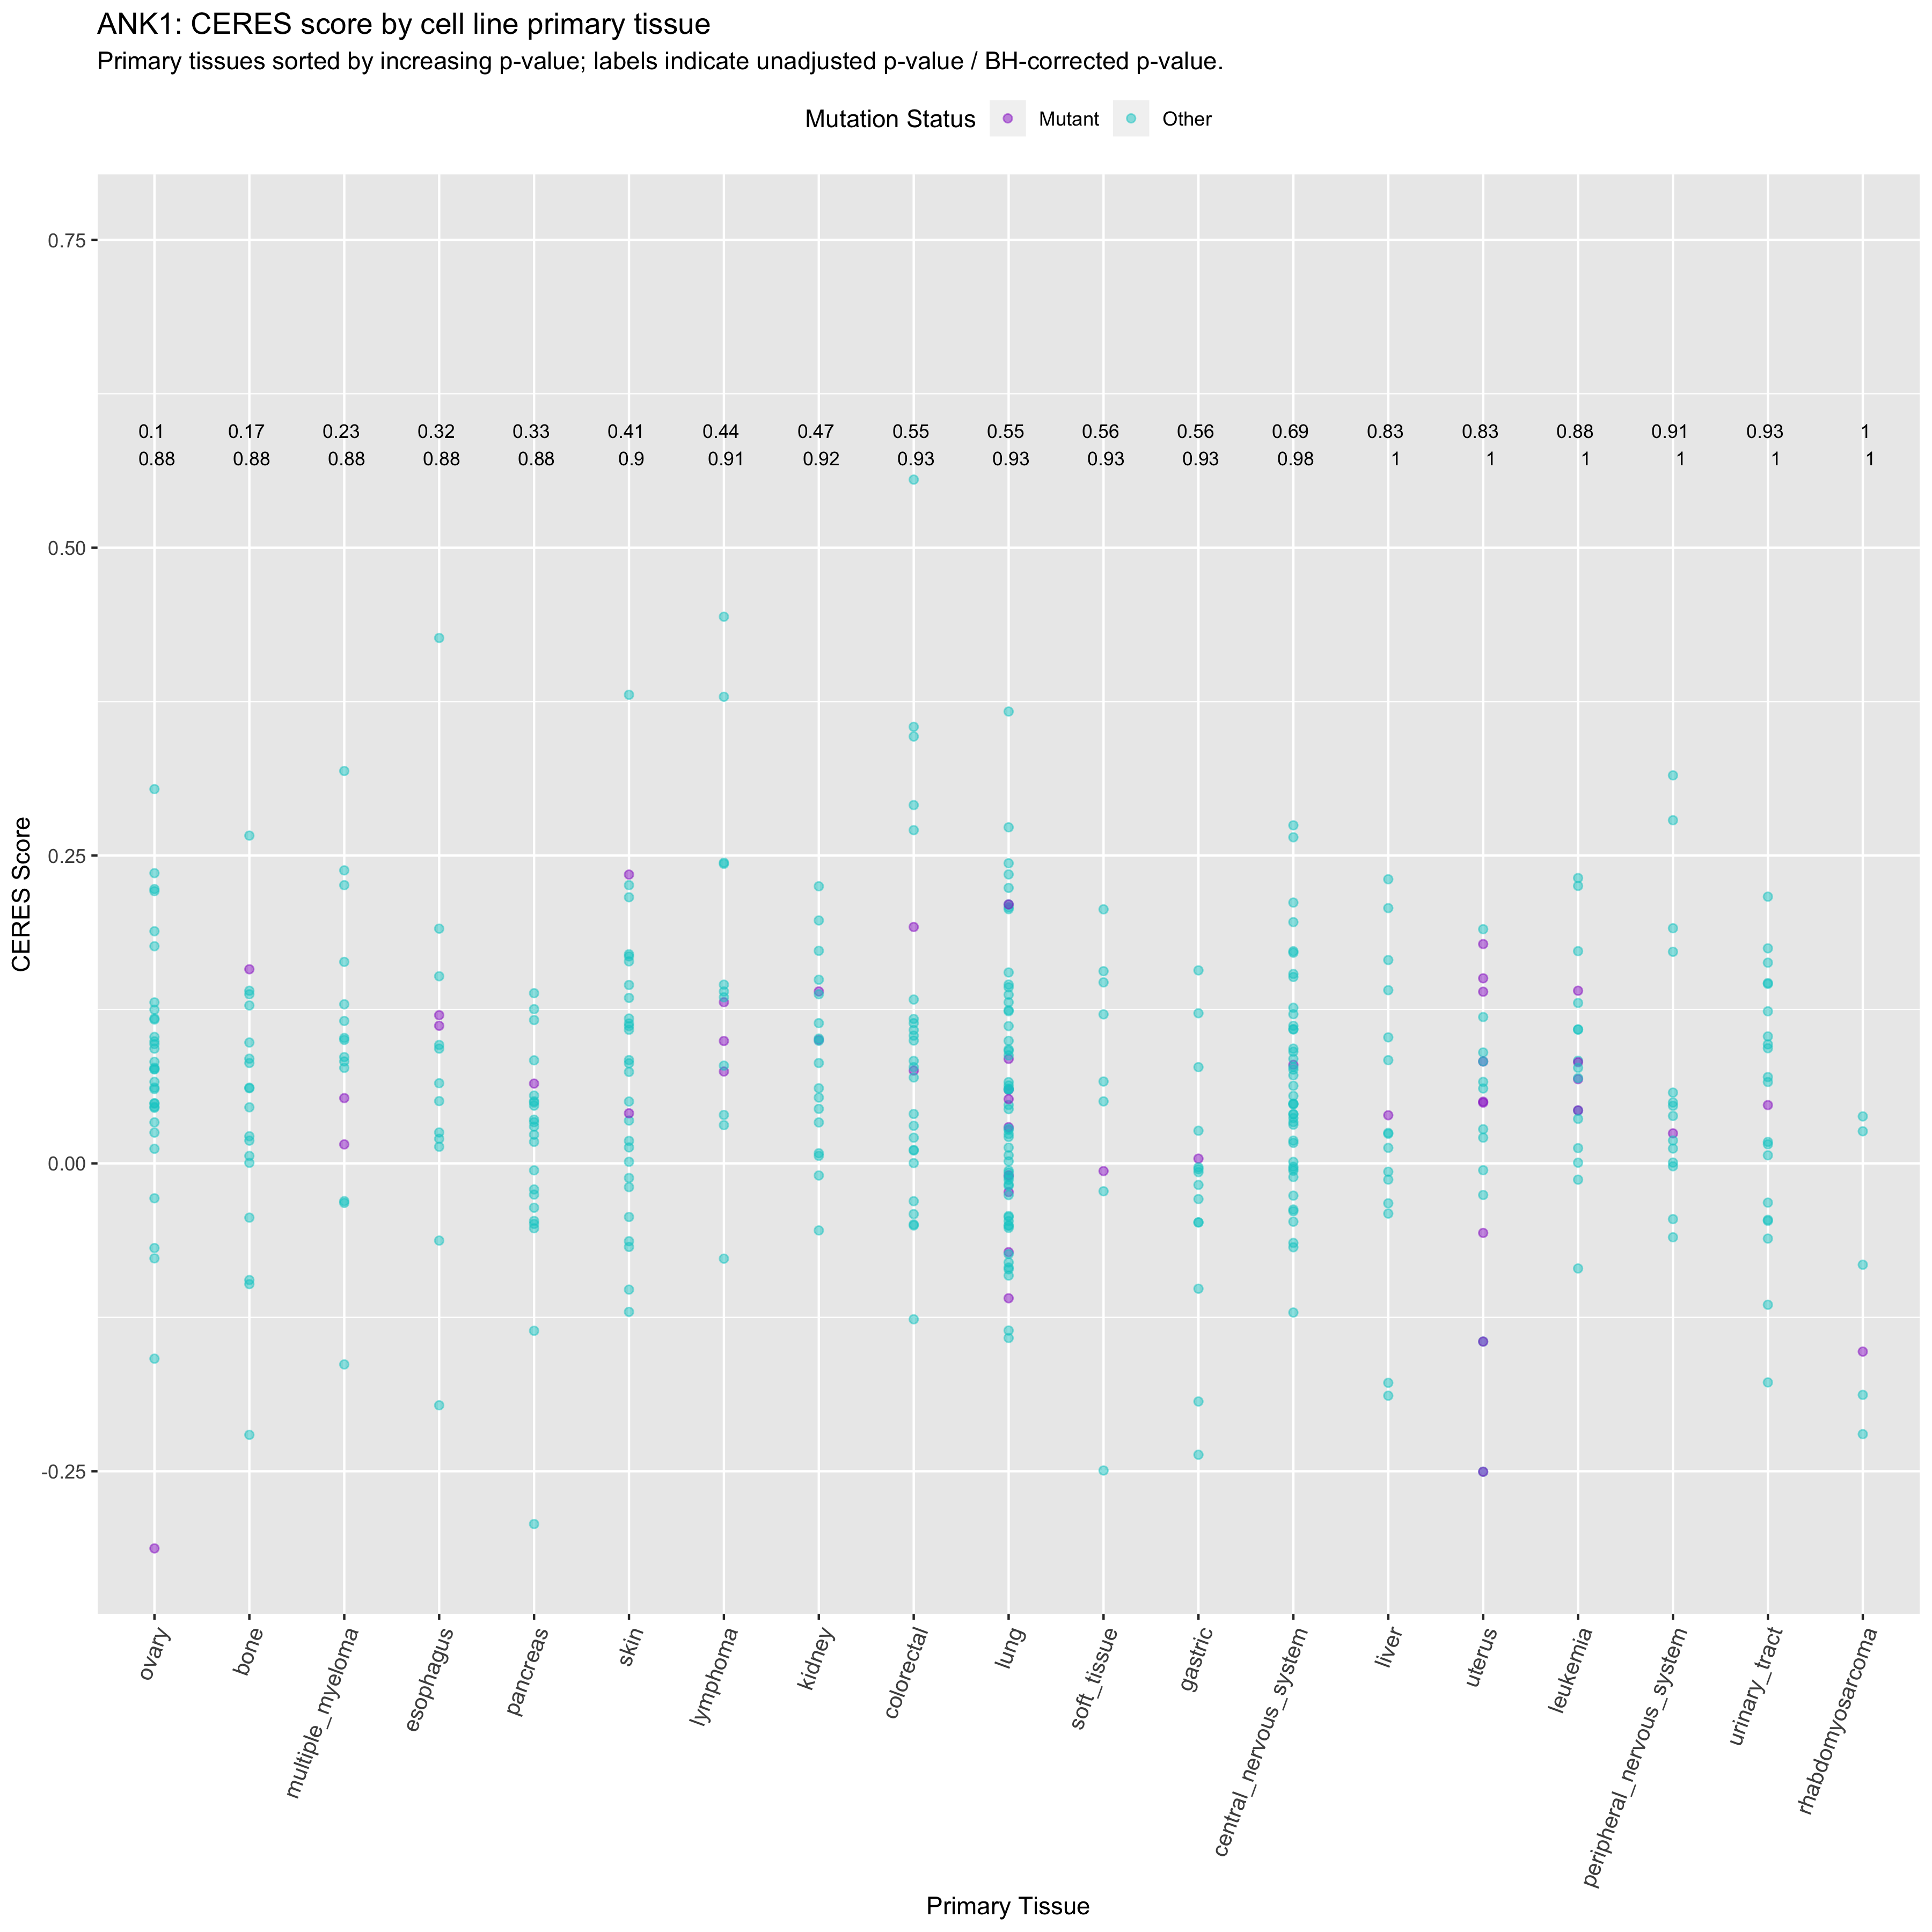 ANK1: CERES score by cell line primary tissue
Primary tissues sorted by increasing p-value; labels indicate unadjusted p-value / BH-corrected p-value.
Mutation Status Mutant Other
0.75
0.1 0.17 0.23 0.32 0.33 0.41 0.44 0.47 0.55 0.55 0.56 0.56 0.69 0.83 0.83 0.88 0.91 0.93 1
0.88 0.88 0.88 0.88 0.88 0.9 0.91 0.92 0.93 0.93 0.93 0.93 0.98 1 1 1 1 1 1
0.50
0.25
0.00
-0.25
CERES Score
ovary bone multiple_myeloma esophagus pancreas skin lymphoma kidney colorectal lung soft_tissue gastric central_nervous_system liver uterus leukemia peripheral_nervous_system urinary_tract rhabdomyosarcoma
Primary Tissue